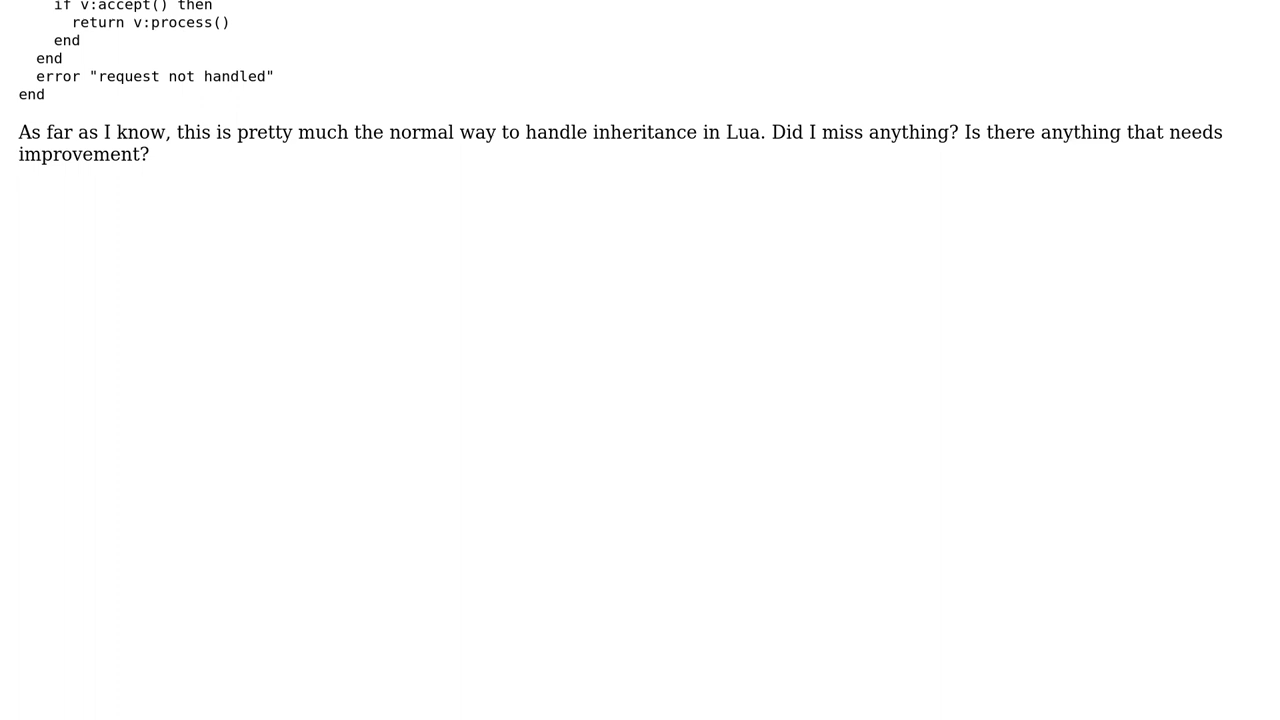 if v:accept() then
      return v:process()
    end
  end
  error "request not handled"
end
As far as I know, this is pretty much the normal way to handle inheritance in Lua. Did I miss anything? Is there anything that needs
improvement?